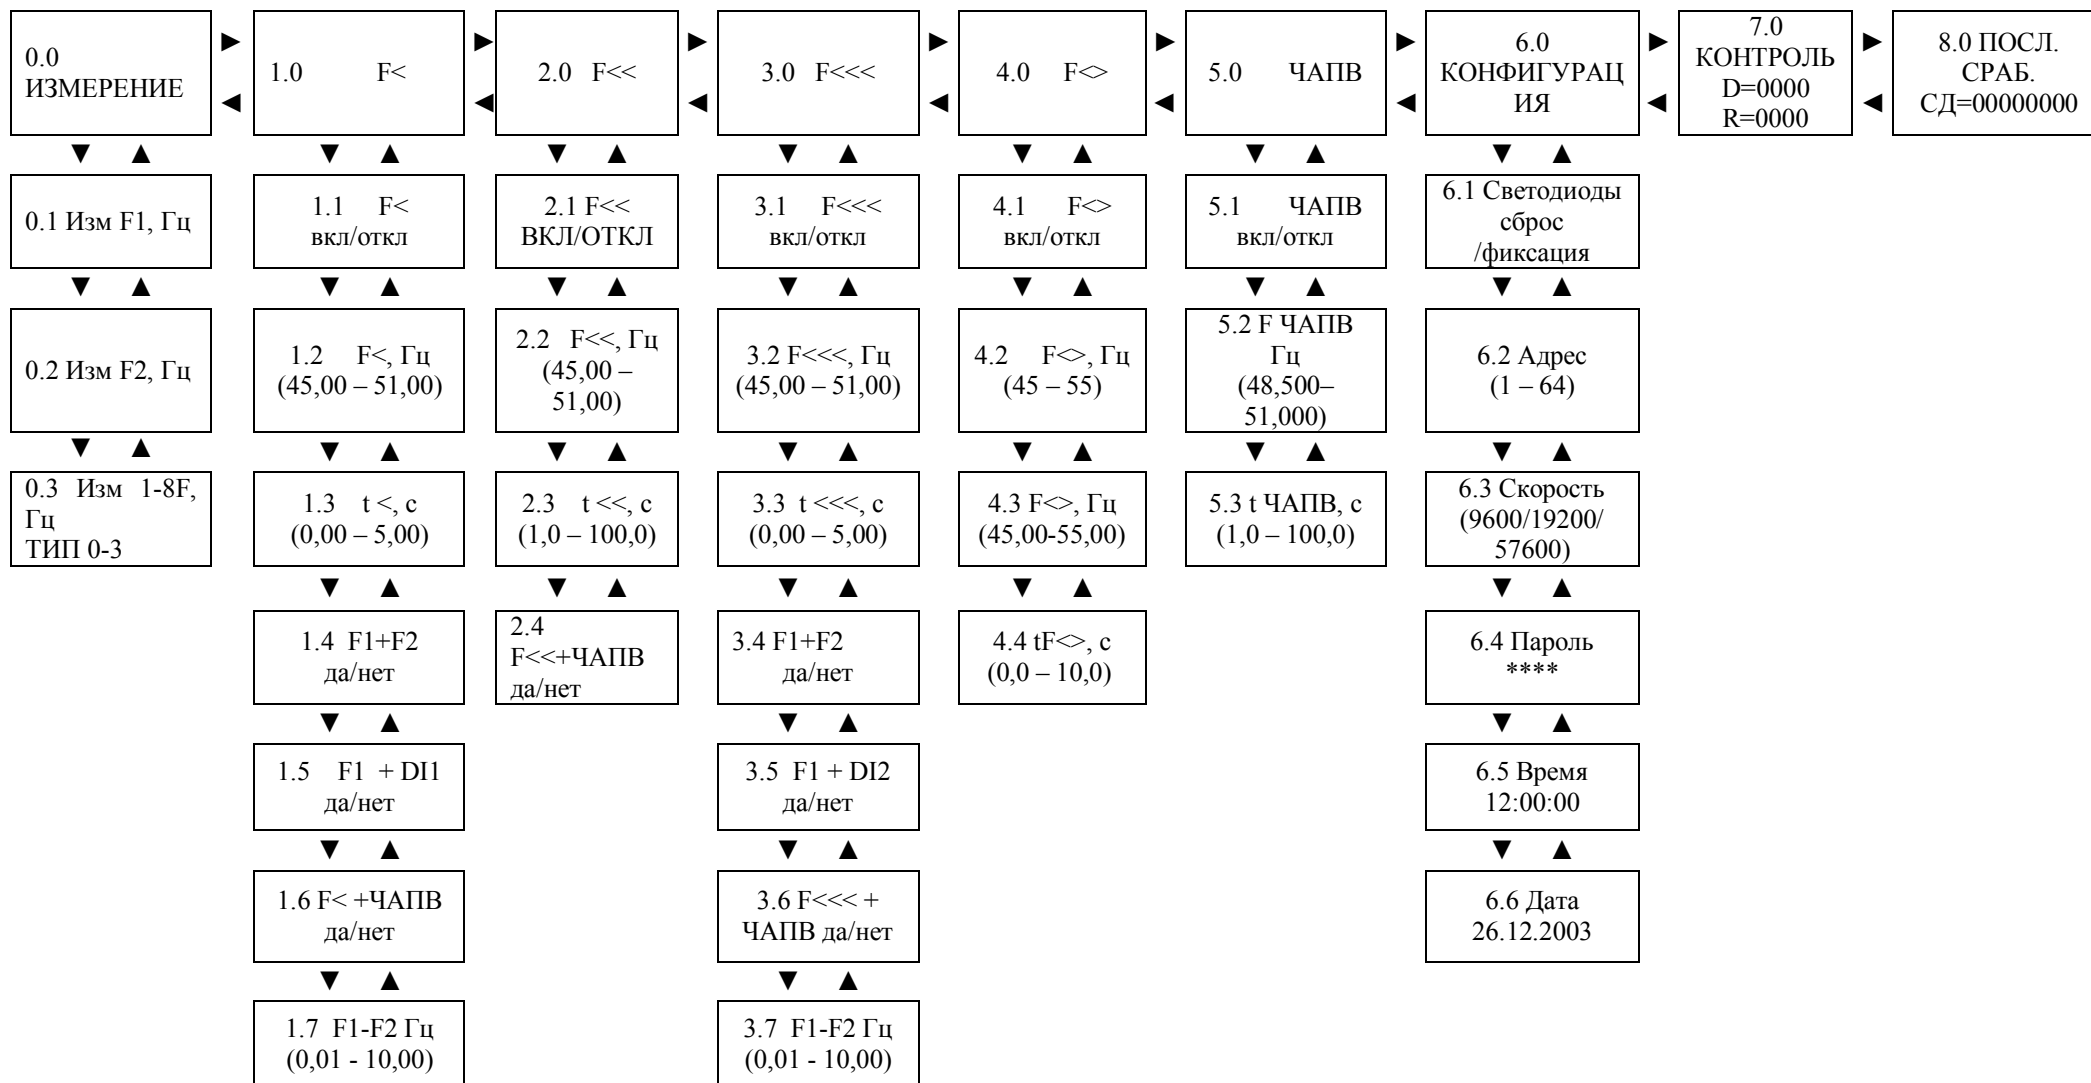 0.0
ИЗМЕРЕНИЕ
►
◄
1.0 F<
►
◄
2.0 F<<
►
◄
3.0 F<<<
►
◄
4.0 F<>
►
◄
5.0 ЧАПВ
►
◄
6.0
КОНФИГУРАЦ
ИЯ
►
◄
7.0
КОНТРОЛЬ
D=0000
R=0000
►
◄
8.0 ПОСЛ.
СРАБ.
СД=00000000
▼ ▲
▼ ▲
▼ ▲
▼ ▲
▼ ▲
▼ ▲
▼ ▲
0.1 Изм F1, Гц
1.1 F<
вкл/откл
2.1 F<<
ВКЛ/ОТКЛ
3.1 F<<<
вкл/откл
4.1 F<>
вкл/откл
5.1 ЧАПВ
вкл/откл
6.1 Светодиоды
сброс
/фиксация
▼ ▲
▼ ▲
▼ ▲
▼ ▲
▼ ▲
▼ ▲
▼ ▲
0.2 Изм F2, Гц
1.2 F<, Гц
(45,00 – 51,00)
2.2 F<<, Гц
(45,00 –
51,00)
3.2 F<<<, Гц
(45,00 – 51,00)
4.2 F<>, Гц
(45 – 55)
5.2 F ЧАПВ
Гц
(48,500–
51,000)
6.2 Адрес
(1 – 64)
▼ ▲
▼ ▲
▼ ▲
▼ ▲
▼ ▲
▼ ▲
▼ ▲
0.3 Изм 1-8F,
Гц
ТИП 0-3
1.3 t <, с
(0,00 – 5,00)
2.3 t <<, с
(1,0 – 100,0)
3.3 t <<<, с
(0,00 – 5,00)
4.3 F<>, Гц
(45,00-55,00)
5.3 t ЧАПВ, с
(1,0 – 100,0)
6.3 Скорость
(9600/19200/
57600)
▼ ▲
▼ ▲
▼ ▲
▼ ▲
▼ ▲
1.4 F1+F2
да/нет
2.4
F<<+ЧАПВ
да/нет
3.4 F1+F2
да/нет
4.4 tF<>, с
(0,0 – 10,0)
6.4 Пароль
****
▼ ▲
▼ ▲
▼ ▲
1.5 F1 + DI1
да/нет
3.5 F1 + DI2
да/нет
6.5 Время
12:00:00
▼ ▲
▼ ▲
▼ ▲
1.6 F< +ЧАПВ
да/нет
3.6 F<<< +
ЧАПВ да/нет
6.6 Дата
26.12.2003
▼ ▲
▼ ▲
1.7 F1-F2 Гц
(0,01 - 10,00)
3.7 F1-F2 Гц
(0,01 - 10,00)